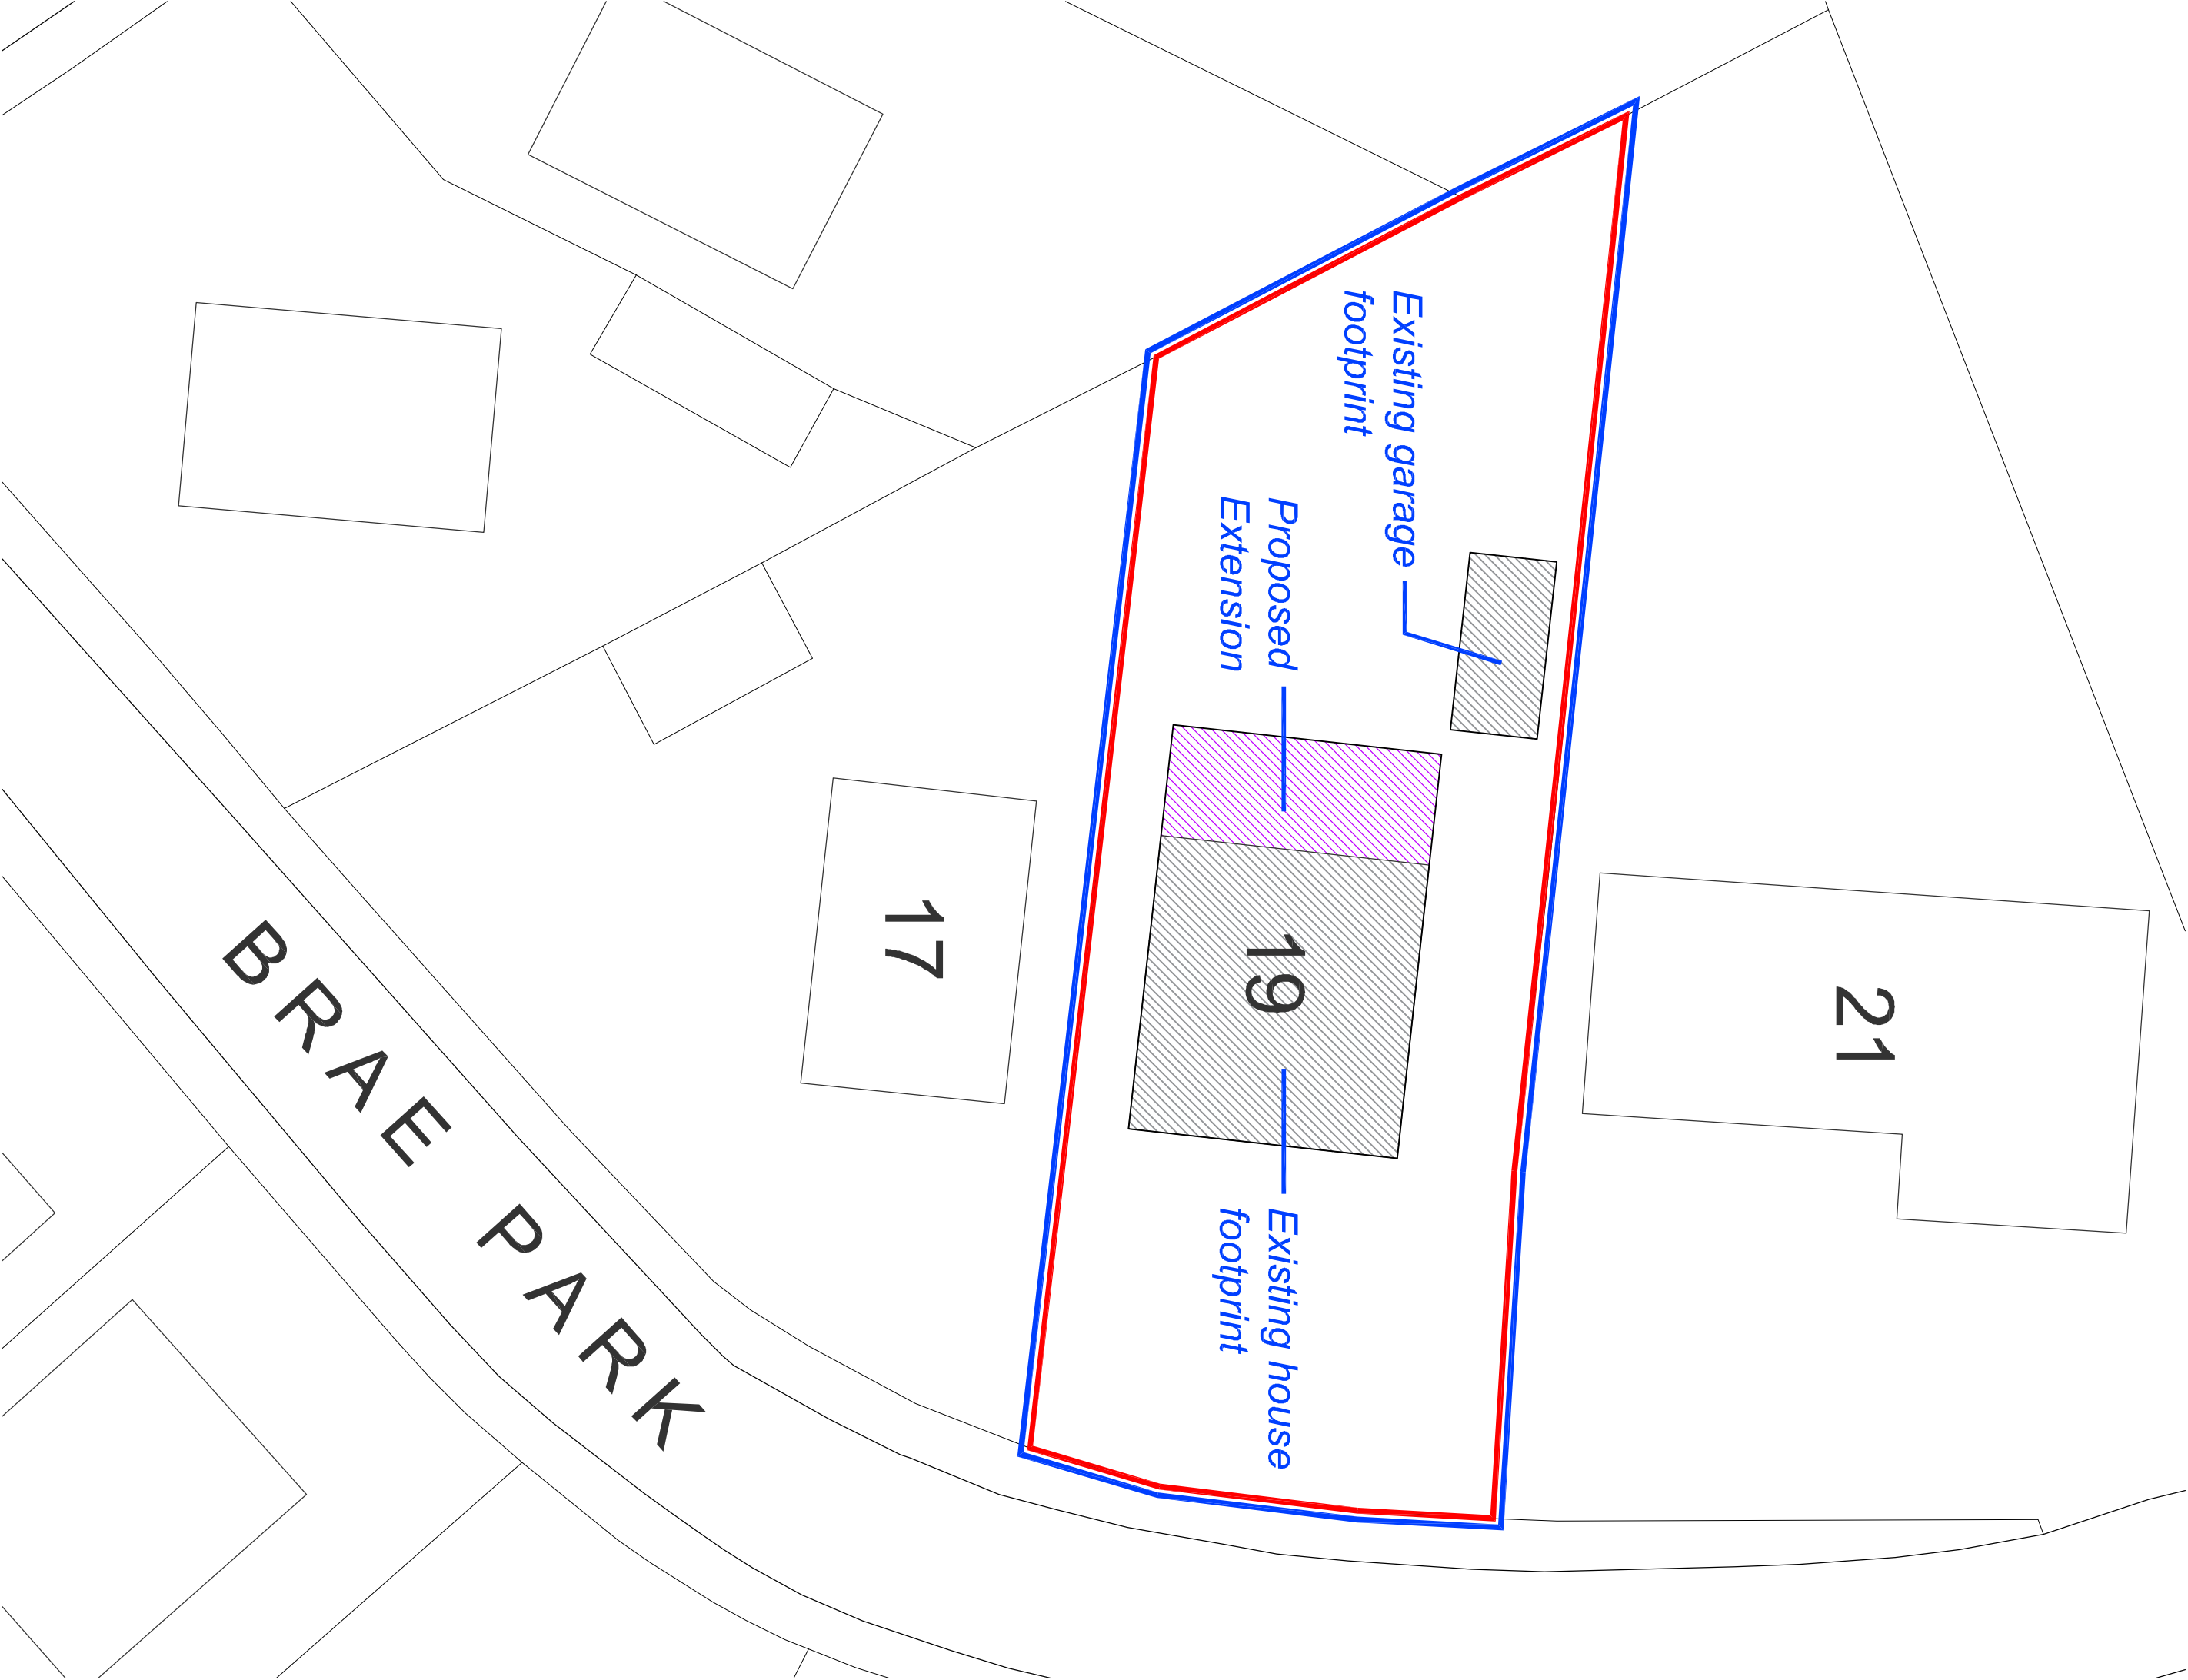 Existing garage
footprint
Proposed
Extension
17
19
21
Existing house
footprint
BRAE PARK